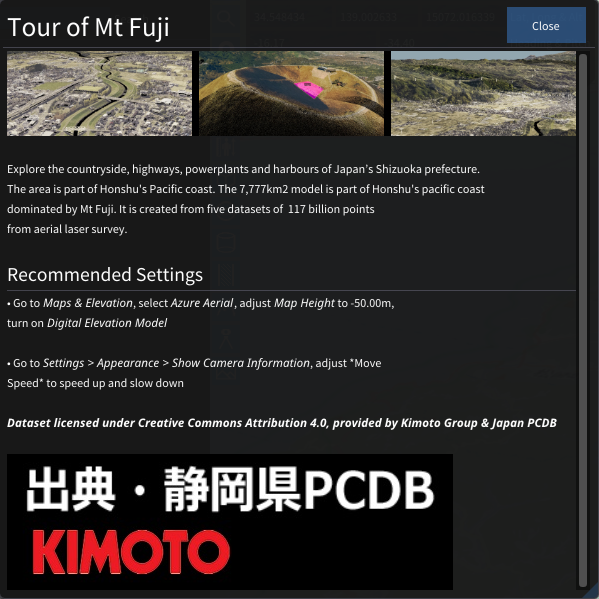 Tour of Mt Fuji
Close
Explore the countryside, highways, powerplants and harbours of Japan's Shizuoka prefecture.
The area is part of Honshu's Pacific coast. The 7,777km2 model is part of Honshu's pacific coast
dominated by Mt Fuji. It is created from five datasets of 117 billion points
from aerial laser survey.
Recommended Settings
• Go to Maps & Elevation, select Azure Aerial, adjust Map Height to -50.00m,
turn on Digital Elevation Model
• Go to Settings > Appearance > Show Camera Information, adjust *Move
Speed* to speed up and slow down
Dataset licensed under Creative Commons Attribution 4.0, provided by Kimoto Group & Japan PCDB
出典・静岡県PCDB
KIMOTO